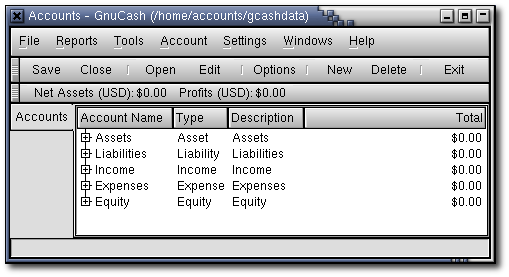 Accounts - GnuCash (/home/accounts/gcashdata)
File Reports Tools Account Settings Windows Help
Save Close Open Edit Options New Delete Exit
Net Assets (USD): $0.00 Profits (USD): $0.00
Accounts Account Name Type Description Total
Assets Asset Assets $0.00
Liabilities Liability Liabilities $0.00
Income Income Income $0.00
Expenses Expense Expenses $0.00
Equity Equity Equity $0.00